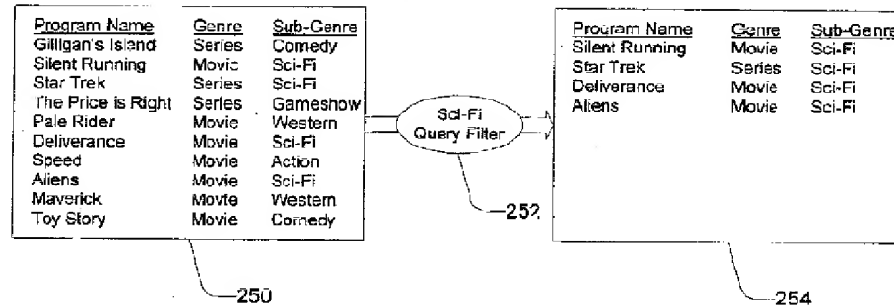 Program Name Genre Sub-Genre
Gilligan's Island Series Comedy
Silent Running Movie Sci-Fi
Star Trek Series Sci-Fi
The Price is Right Series Gameshow
Pale Rider Movie Western
Deliverance Movie Sci-Fi
Speed Movie Action
Aliens Movie Sci-Fi
Maverick Movie Western
Toy Story Movie Comedy
250
Sci-Fi
Query Filter
252
Program Name Genre Sub-Genre
Silent Running Movie Sci-Fi
Star Trek Series Sci-Fi
Deliverance Movie Sci-Fi
Aliens Movie Sci-Fi
254